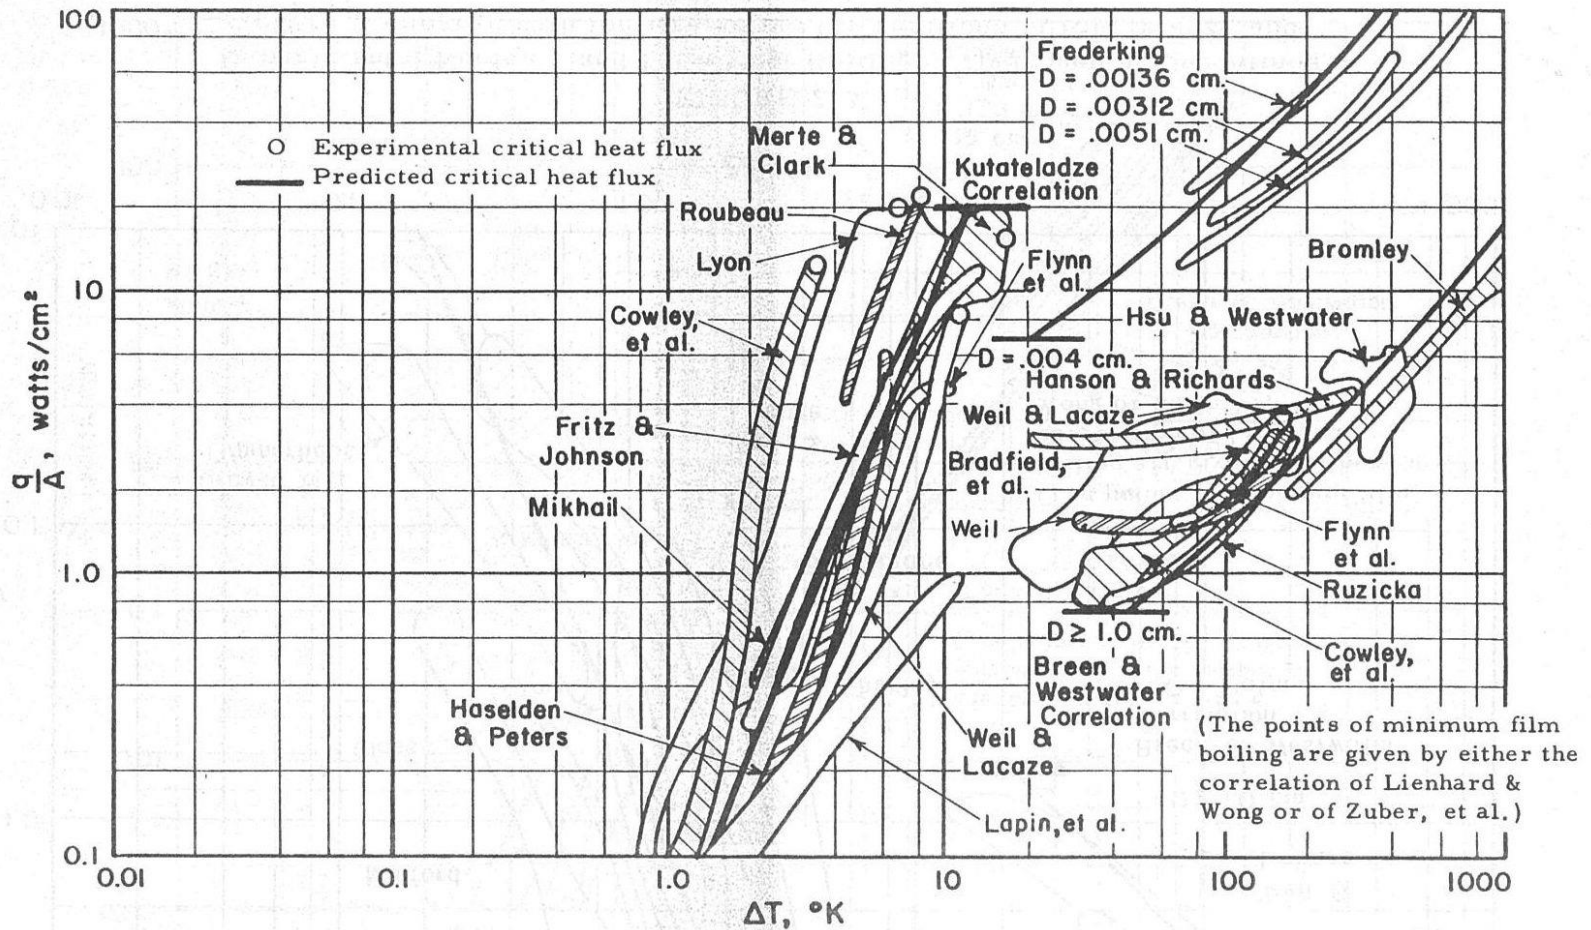 100
10
1.0
0.1
q/A, watts/cm²
0.01
0.1
1.0
10
100
1000
ΔT, °K
O Experimental critical heat flux
Predicted critical heat flux
Merte &
Clark
Roubeau
Lyon
Cowley,
et al.
Fritz &
Johnson
Mikhail
Haselden
& Peters
Kutateladze
Correlation
Flynn
et al.
Frederking
D = .00136 cm.
D = .00312 cm.
D = .0051 cm.
Bromley
Hsu & Westwater
D = .004 cm.
Hanson & Richards
Weil & Lacaze
Bradfield,
et al.
Weil
Flynn
et al.
Ruzicka
Cowley,
et al.
D ≥ 1.0 cm.
Breen &
Westwater
Correlation
Weil &
Lacaze
Lapin, et al.
(The points of minimum film
boiling are given by either the
correlation of Lienhard &
Wong or of Zuber, et al.)